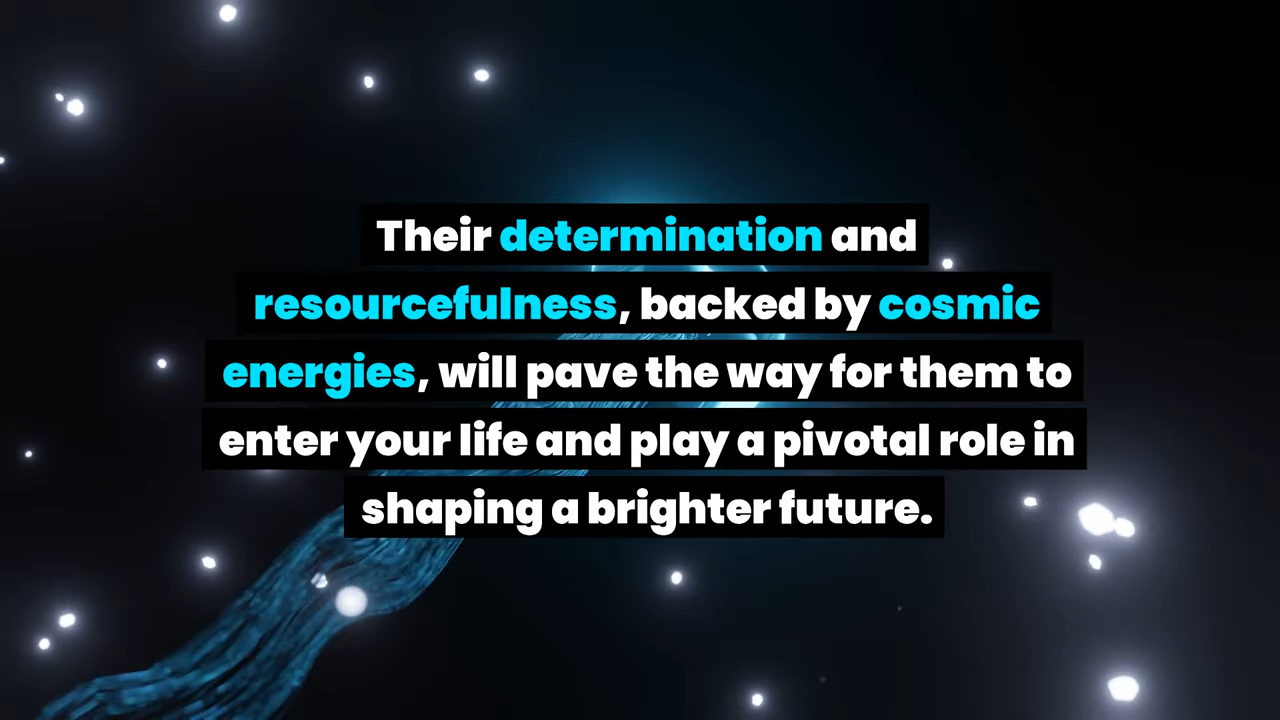 Their determination and
resourcefulness, backed by cosmic
energies, will pave the way for them to
enter your life and play a pivotal role in
shaping a brighter future.